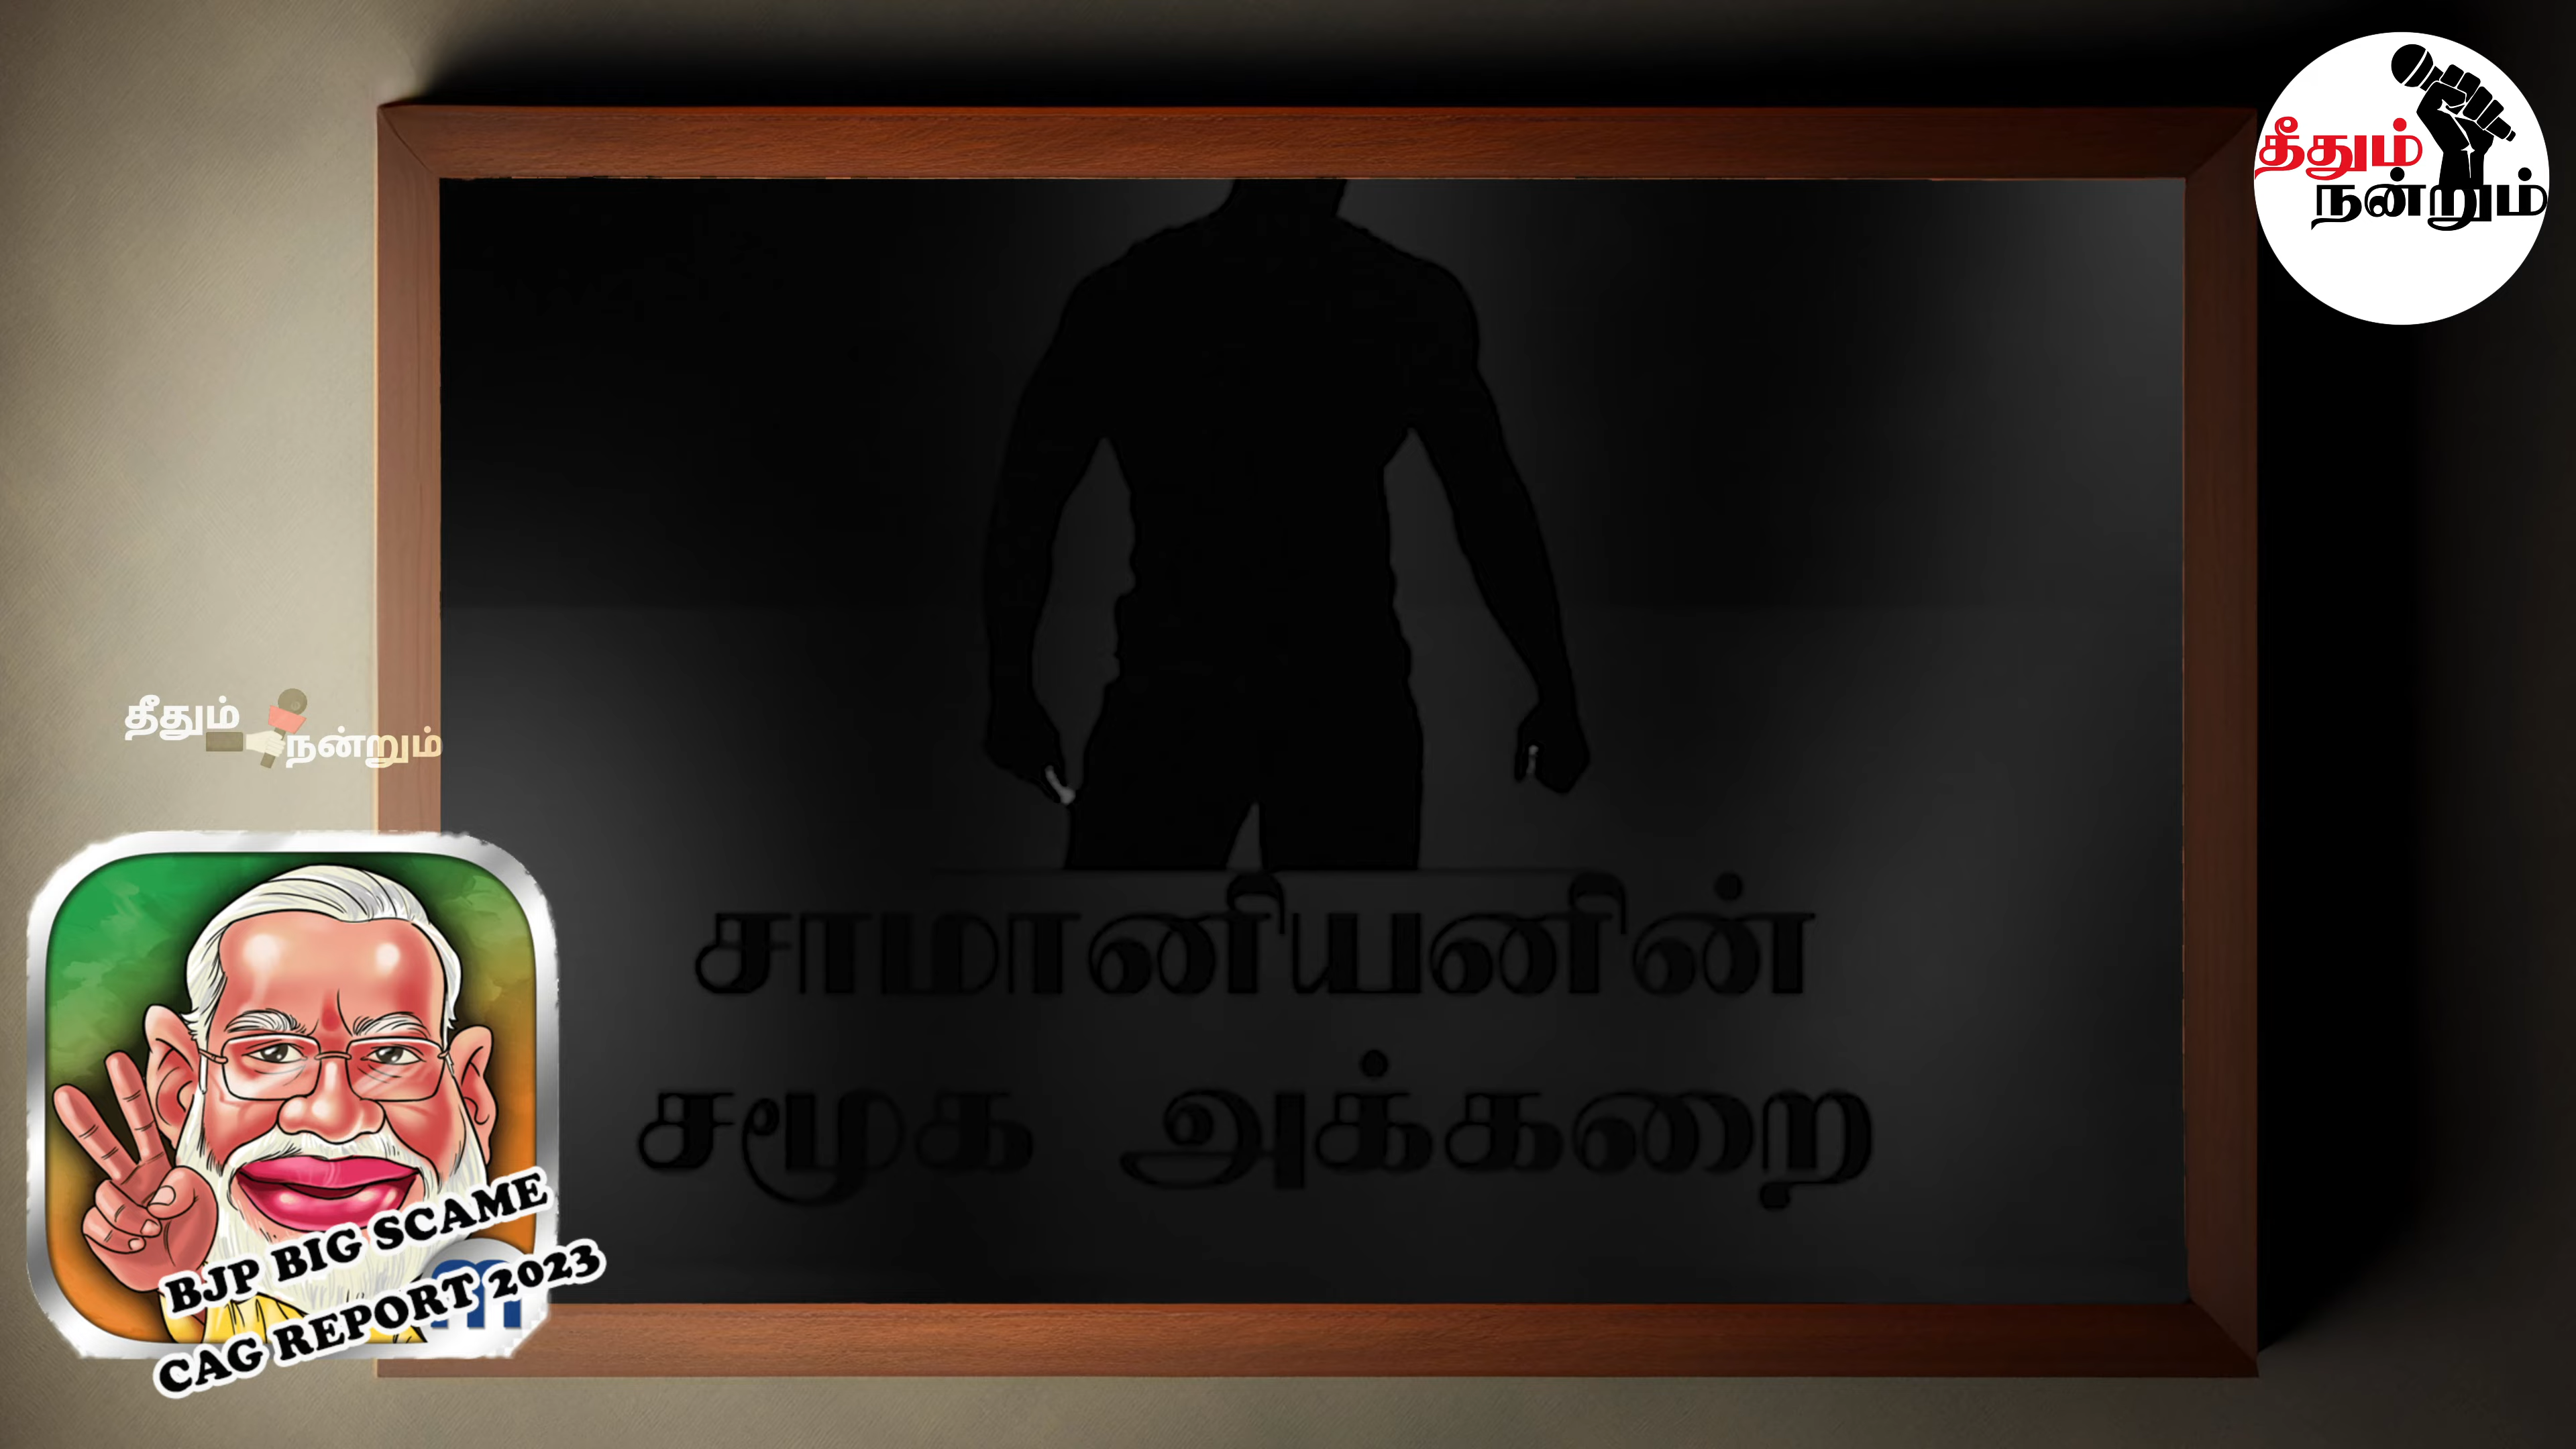 தீதும்
நன்றும்
தீதும்
நன்றும்
சாமானியனின்
சமூக அக்கறை
BJP BIG SCAME
CAG REPORT 2023